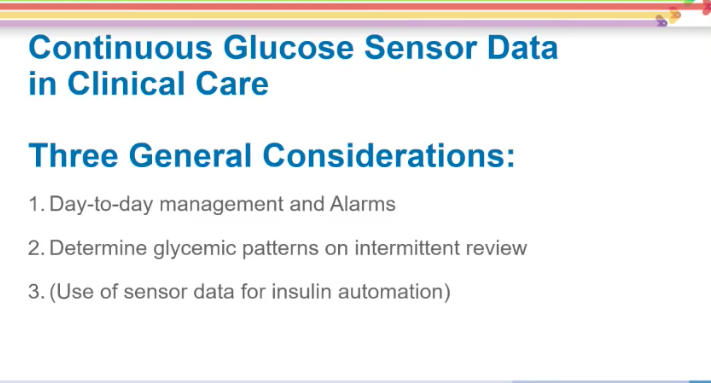 Continuous Glucose Sensor Data
in Clinical Care
Three General Considerations:
1. Day-to-day management and Alarms
2. Determine glycemic patterns on intermittent review
3. (Use of sensor data for insulin automation)